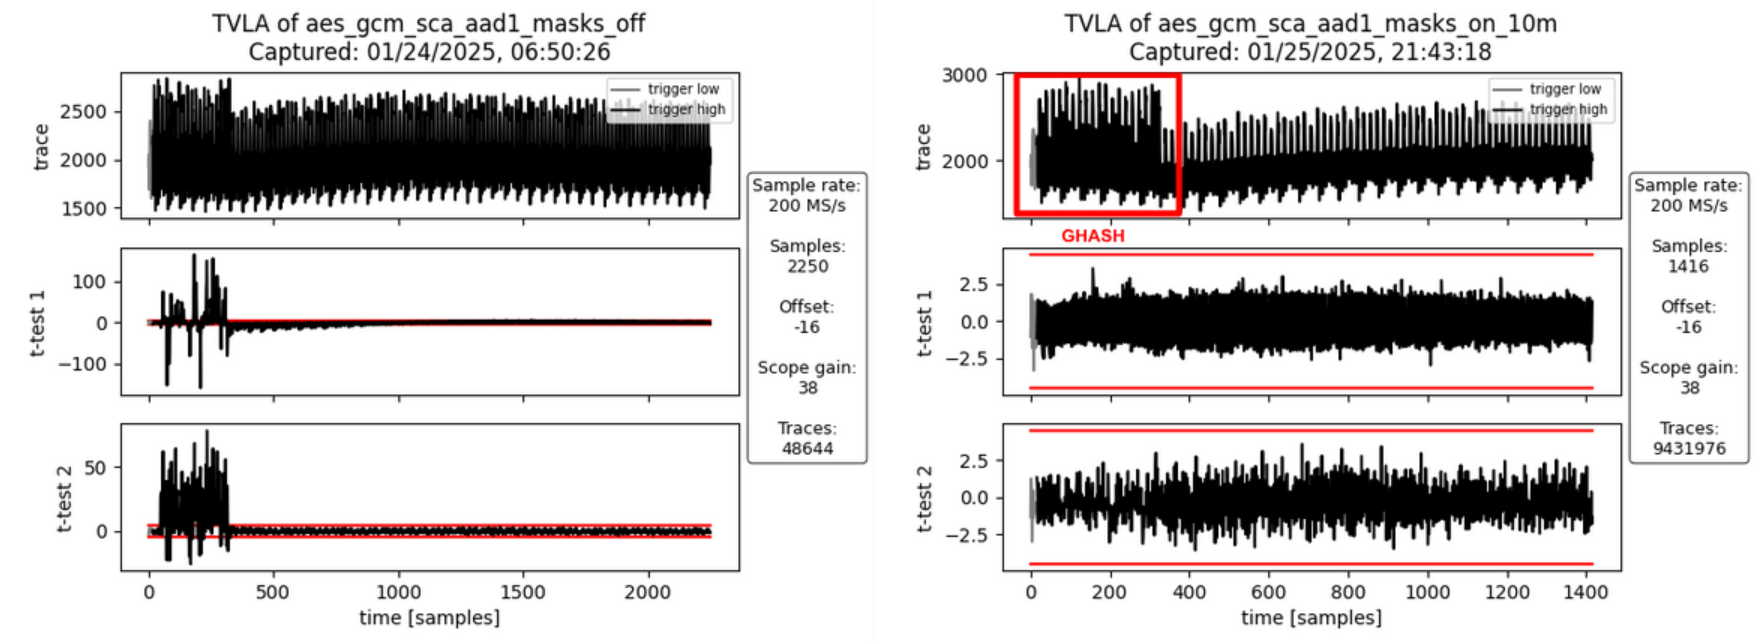 TVLA of aes_gcm_sca_aad1_masks_off
Captured: 01/24/2025, 06:50:26
trigger low
trigger high
2500
2000
1500
trace
100
0
−100
t-test 1
50
0
t-test 2
0
500
1000
1500
2000
time [samples]
Sample rate:
200 MS/s
Samples:
2250
Offset:
-16
Scope gain:
38
Traces:
48644
TVLA of aes_gcm_sca_aad1_masks_on_10m
Captured: 01/25/2025, 21:43:18
trigger low
trigger high
3000
2000
trace
GHASH
2.5
0.0
−2.5
t-test 1
2.5
0.0
−2.5
t-test 2
0
200
400
600
800
1000
1200
1400
time [samples]
Sample rate:
200 MS/s
Samples:
1416
Offset:
-16
Scope gain:
38
Traces:
9431976